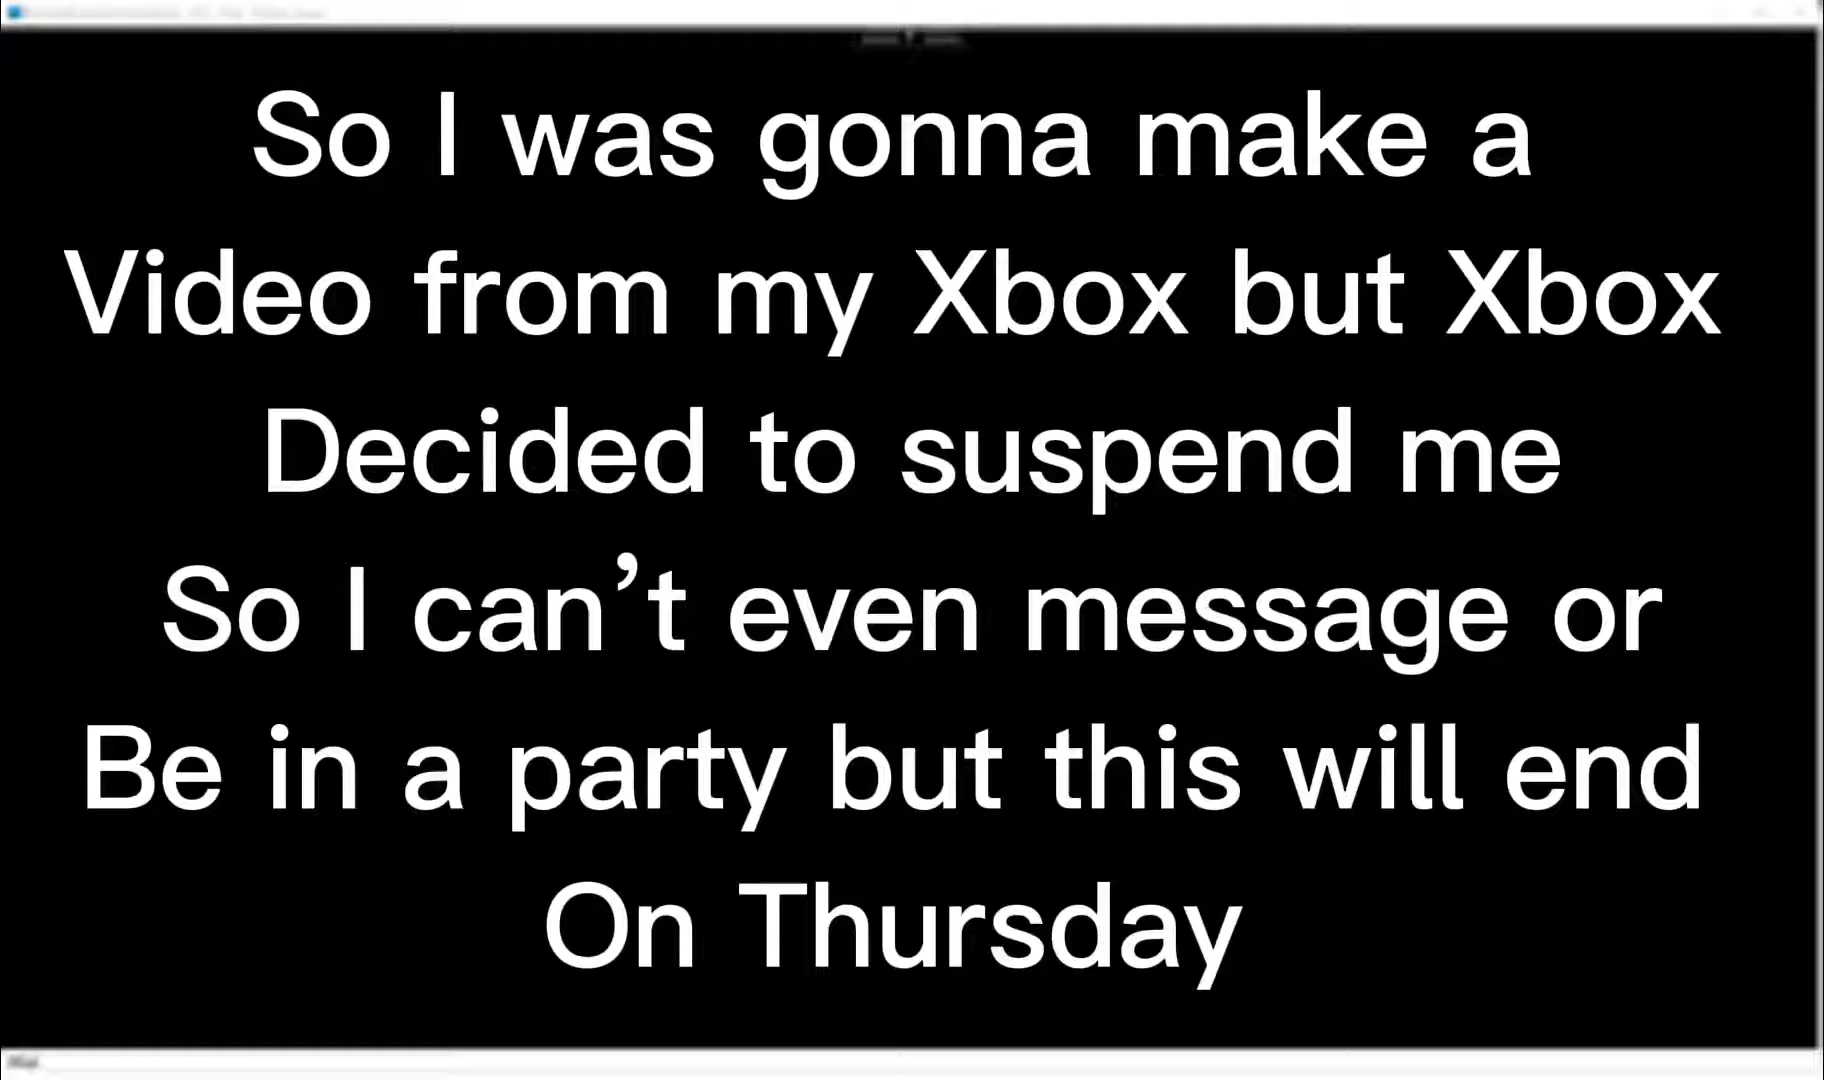 So I was gonna make a
Video from my Xbox but Xbox
Decided to suspend me
So I can’t even message or
Be in a party but this will end
On Thursday